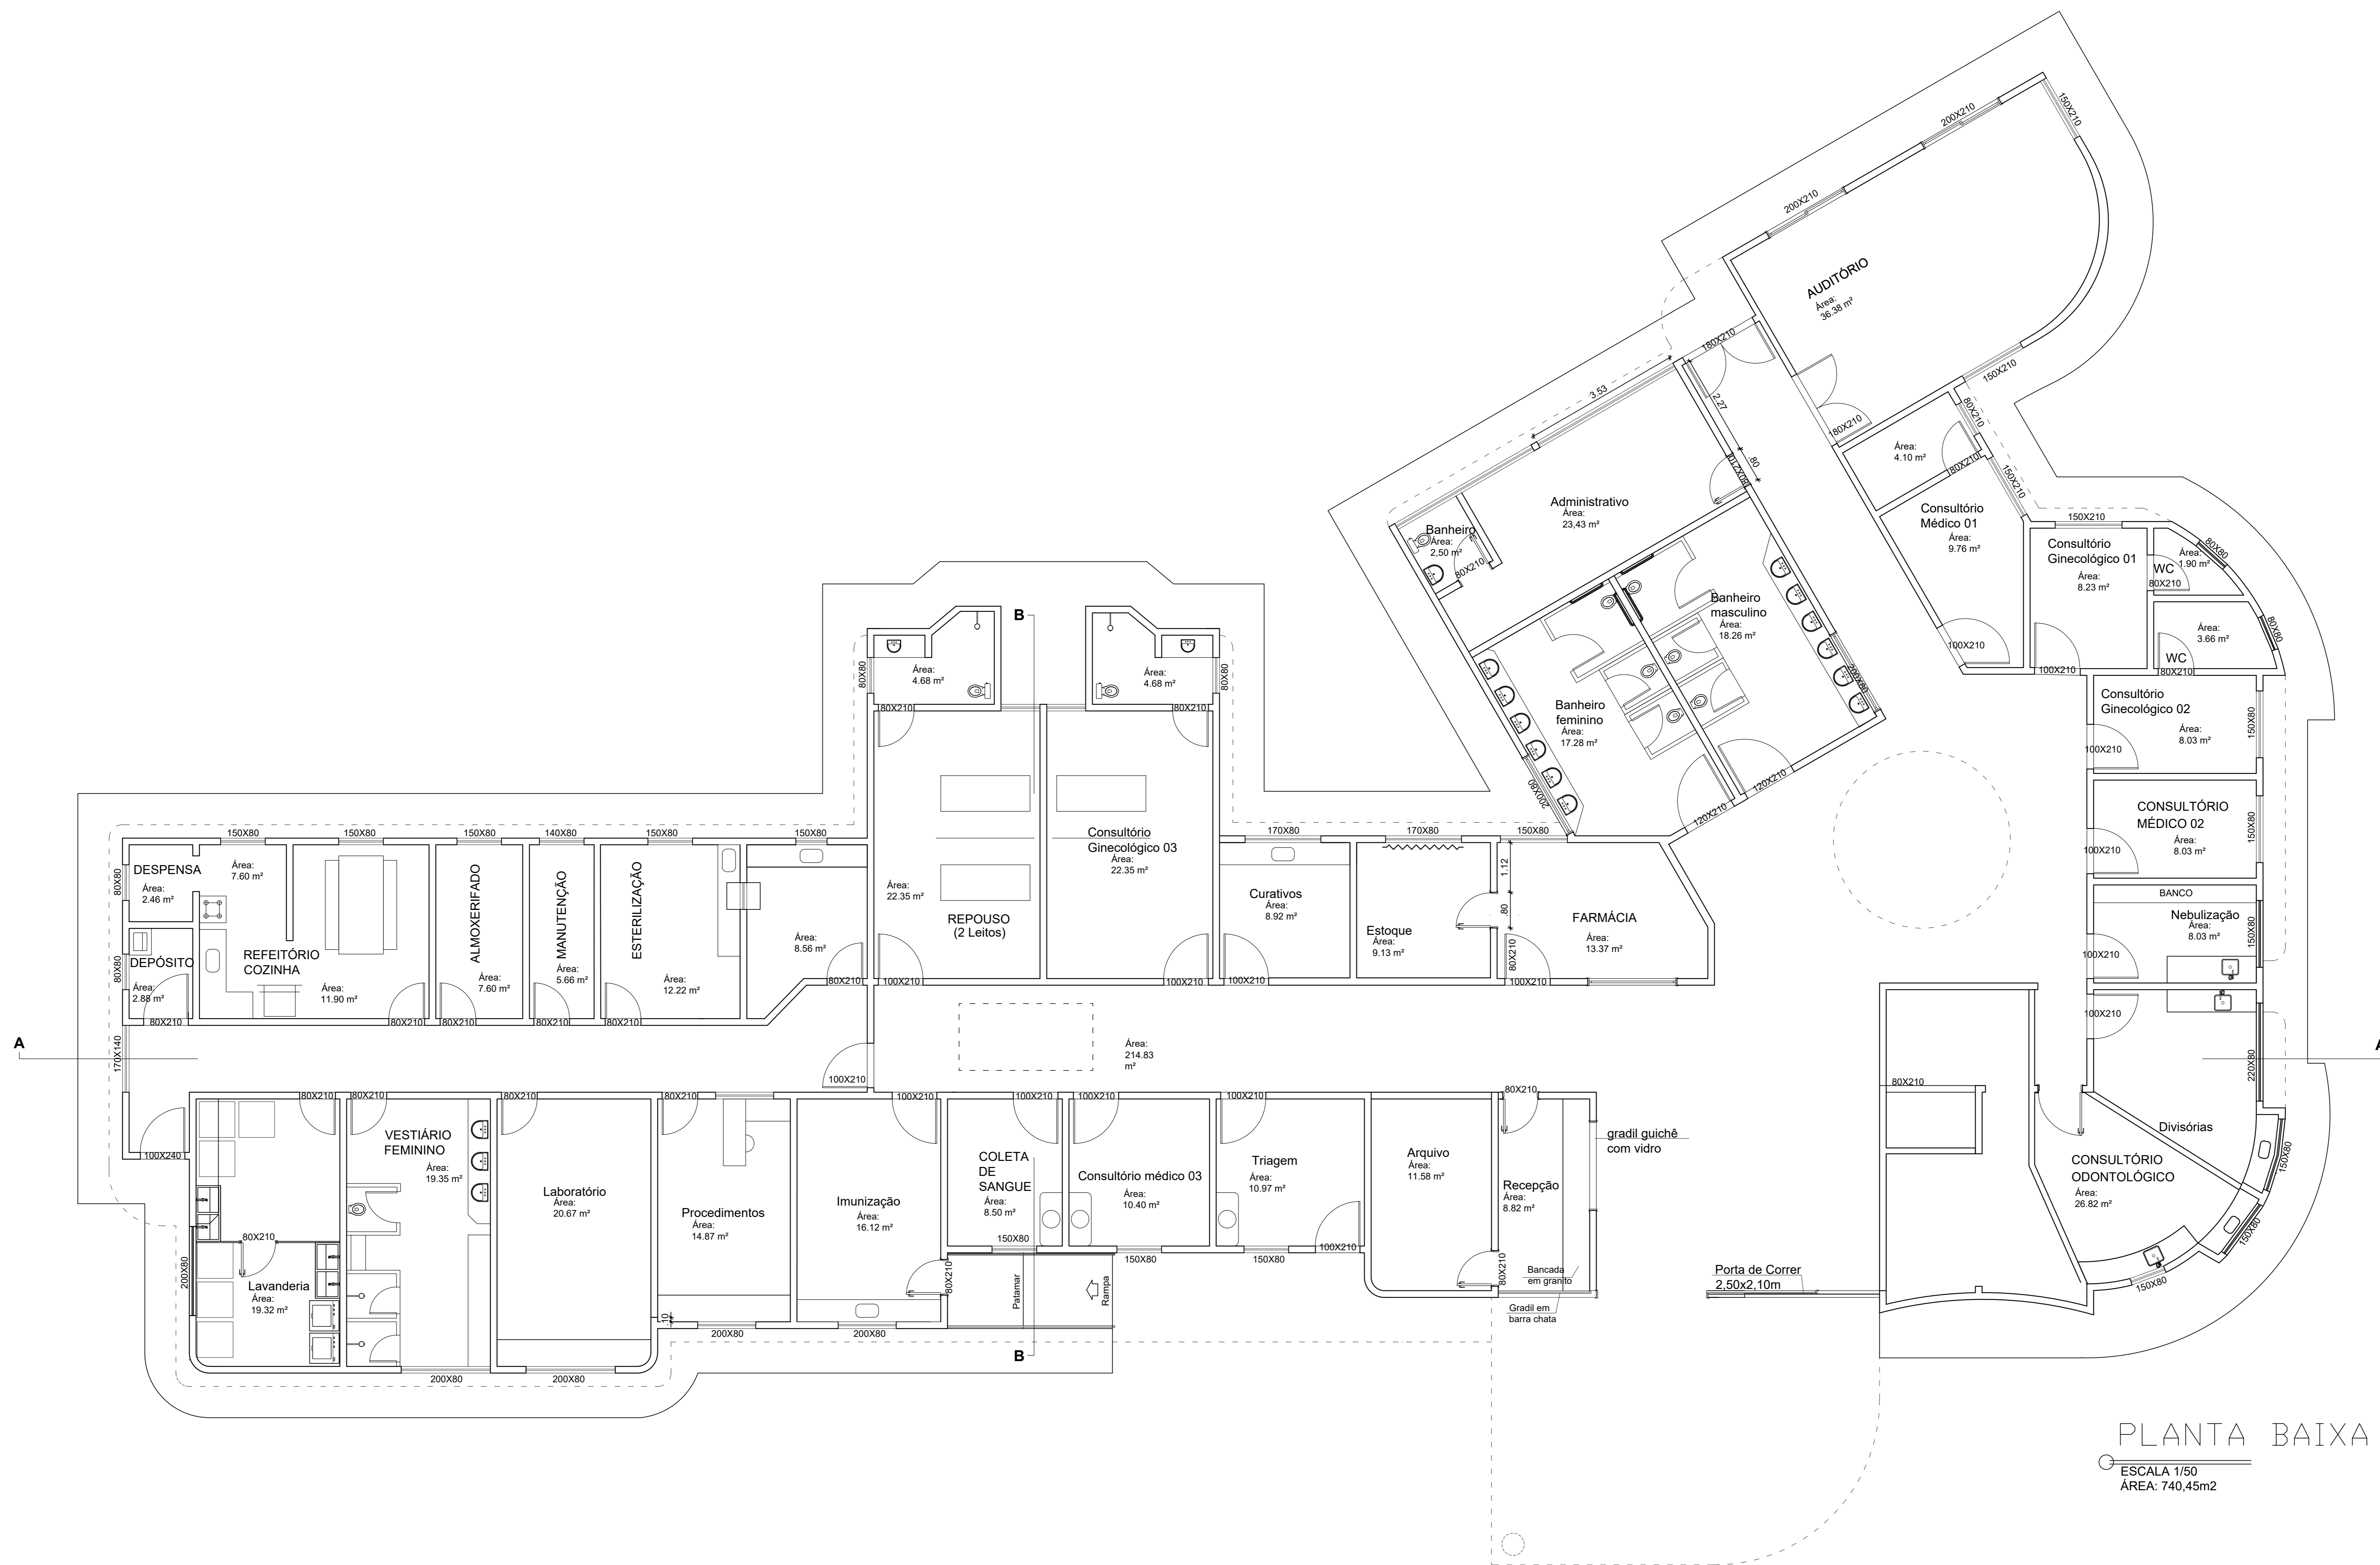 200X210
150X210
200X210
AUDITÓRIO
Área:
36.38 m²
180X210
150X210
180X210
3.53
2.27
.80
80X210
80X210
Área:
4.10 m²
80X210
150X210
Administrativo
Área:
23,43 m²
Banheiro
Área:
2,50 m²
80X210
Consultório
Médico 01
Área:
9.76 m²
100X210
150X210
Consultório
Ginecológico 01
Área:
8.23 m²
100X210
80X80
Área:
1.90 m²
WC
80X210
80X80
Área:
3.66 m²
WC
80X210
Banheiro
masculino
Área:
18.26 m²
200X80
120X210
Banheiro
feminino
Área:
17.28 m²
200X80
120X210
B
80X80
Área:
4.68 m²
80X210
Área:
4.68 m²
80X80
80X210
Consultório
Ginecológico 02
Área:
8.03 m²
150X80
100X210
CONSULTÓRIO
MÉDICO 02
Área:
8.03 m²
150X80
100X210
BANCO
Nebulização
Área:
8.03 m²
150X80
100X210
150X80
150X80
150X80
140X80
150X80
150X80
170X80
170X80
150X80
DESPENSA
Área:
2.46 m²
80X80
Área:
7.60 m²
DEPÓSITO
Área:
2.88 m²
80X80
80X210
REFEITÓRIO
COZINHA
Área:
11.90 m²
80X210
ALMOXERIFADO
Área:
7.60 m²
80X210
MANUTENÇÃO
Área:
5.66 m²
80X210
ESTERILIZAÇÃO
Área:
12.22 m²
80X210
Área:
8.56 m²
80X210
Área:
22.35 m²
REPOUSO
(2 Leitos)
100X210
Consultório
Ginecológico 03
Área:
22.35 m²
100X210
Curativos
Área:
8.92 m²
100X210
Estoque
Área:
9.13 m²
1.12
.80
80X210
FARMÁCIA
Área:
13.37 m²
100X210
A
170X140
100X210
Área:
214.83
m²
100X210
220X80
A
80X210
100X240
80X210
80X210
80X210
80X210
100X210
100X210
100X210
100X210
80X210
VESTIÁRIO
FEMININO
Área:
19.35 m²
80X210
200X80
Lavanderia
Área:
19.32 m²
Laboratório
Área:
20.67 m²
Procedimentos
Área:
14.87 m²
Imunização
Área:
16.12 m²
80X210
COLETA
DE
SANGUE
Área:
8.50 m²
150X80
Consultório médico 03
Área:
10.40 m²
150X80
Triagem
Área:
10.97 m²
150X80
100X210
Arquivo
Área:
11.58 m²
80X210
Recepção
Área:
8.82 m²
gradil guichê
com vidro
Bancada
em granito
Gradil em
barra chata
Patamar
Rampa
Porta de Correr
2,50x2,10m
Divisórias
CONSULTÓRIO
ODONTOLÓGICO
Área:
26.82 m²
150X80
150X80
150X80
.10
200X80
200X80
B
200X80
200X80
PLANTA BAIXA
ESCALA 1/50
ÁREA: 740,45m2